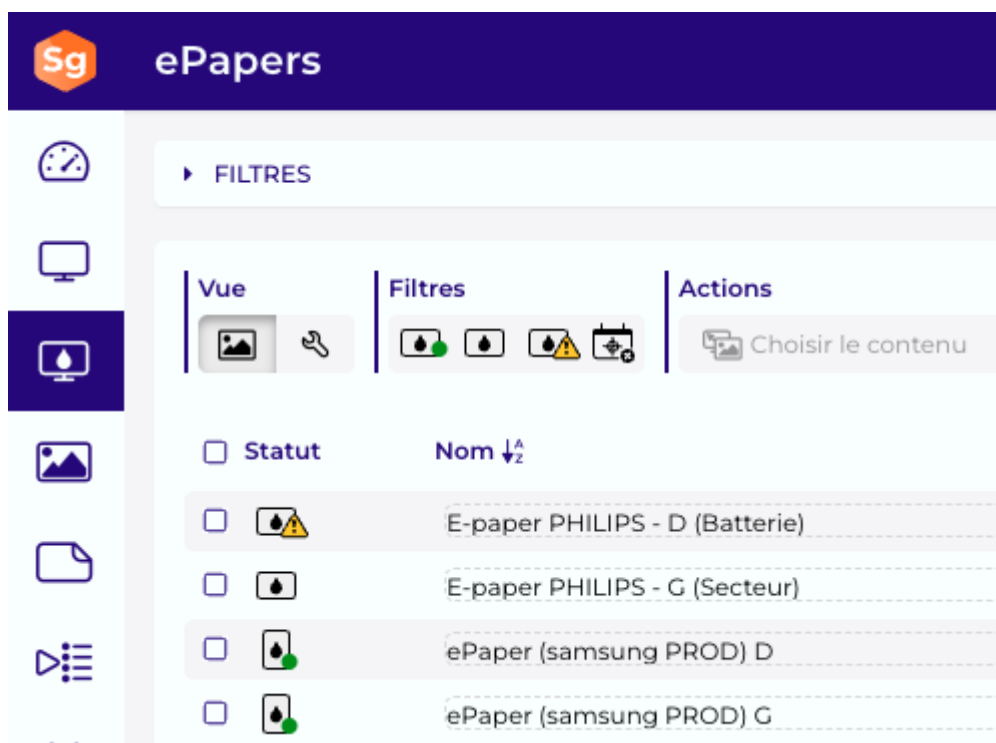 Sg
ePapers
FILTRES
Vue
Filtres
Actions
Choisir le contenu
Statut
Nom
E-paper PHILIPS - D (Batterie)
E-paper PHILIPS - G (Secteur)
ePaper (samsung PROD) D
ePaper (samsung PROD) G